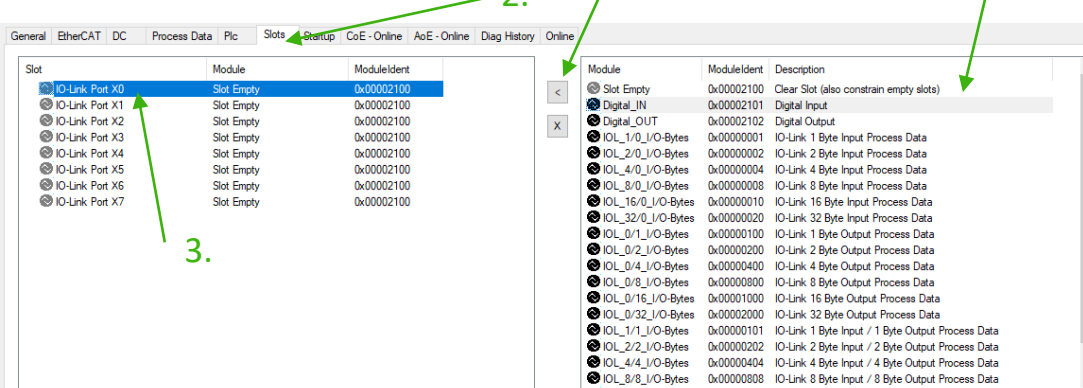 2.
General EtherCAT DC Process Data Plc Slots Startup CoE - Online AoE - Online Diag History Online
Slot Module ModuleIdent
IO-Link Port X0 Slot Empty 0x00002100
IO-Link Port X1 Slot Empty 0x00002100
IO-Link Port X2 Slot Empty 0x00002100
IO-Link Port X3 Slot Empty 0x00002100
IO-Link Port X4 Slot Empty 0x00002100
IO-Link Port X5 Slot Empty 0x00002100
IO-Link Port X6 Slot Empty 0x00002100
IO-Link Port X7 Slot Empty 0x00002100
3.
<
X
Module ModuleIdent Description
Slot Empty 0x00002100 Clear Slot (also constrain empty slots)
Digital_IN 0x00002101 Digital Input
Digital_OUT 0x00002102 Digital Output
IOL_1/0_I/O-Bytes 0x00000001 IO-Link 1 Byte Input Process Data
IOL_2/0_I/O-Bytes 0x00000002 IO-Link 2 Byte Input Process Data
IOL_4/0_I/O-Bytes 0x00000004 IO-Link 4 Byte Input Process Data
IOL_8/0_I/O-Bytes 0x00000008 IO-Link 8 Byte Input Process Data
IOL_16/0_I/O-Bytes 0x00000010 IO-Link 16 Byte Input Process Data
IOL_32/0_I/O-Bytes 0x00000020 IO-Link 32 Byte Input Process Data
IOL_0/1_I/O-Bytes 0x00000100 IO-Link 1 Byte Output Process Data
IOL_0/2_I/O-Bytes 0x00000200 IO-Link 2 Byte Output Process Data
IOL_0/4_I/O-Bytes 0x00000400 IO-Link 4 Byte Output Process Data
IOL_0/8_I/O-Bytes 0x00000800 IO-Link 8 Byte Output Process Data
IOL_0/16_I/O-Bytes 0x00001000 IO-Link 16 Byte Output Process Data
IOL_0/32_I/O-Bytes 0x00002000 IO-Link 32 Byte Output Process Data
IOL_1/1_I/O-Bytes 0x00000101 IO-Link 1 Byte Input / 1 Byte Output Process Data
IOL_2/2_I/O-Bytes 0x00000202 IO-Link 2 Byte Input / 2 Byte Output Process Data
IOL_4/4_I/O-Bytes 0x00000404 IO-Link 4 Byte Input / 4 Byte Output Process Data
IOL_8/8_I/O-Bytes 0x00000808 IO-Link 8 Byte Input / 8 Byte Output Process Data